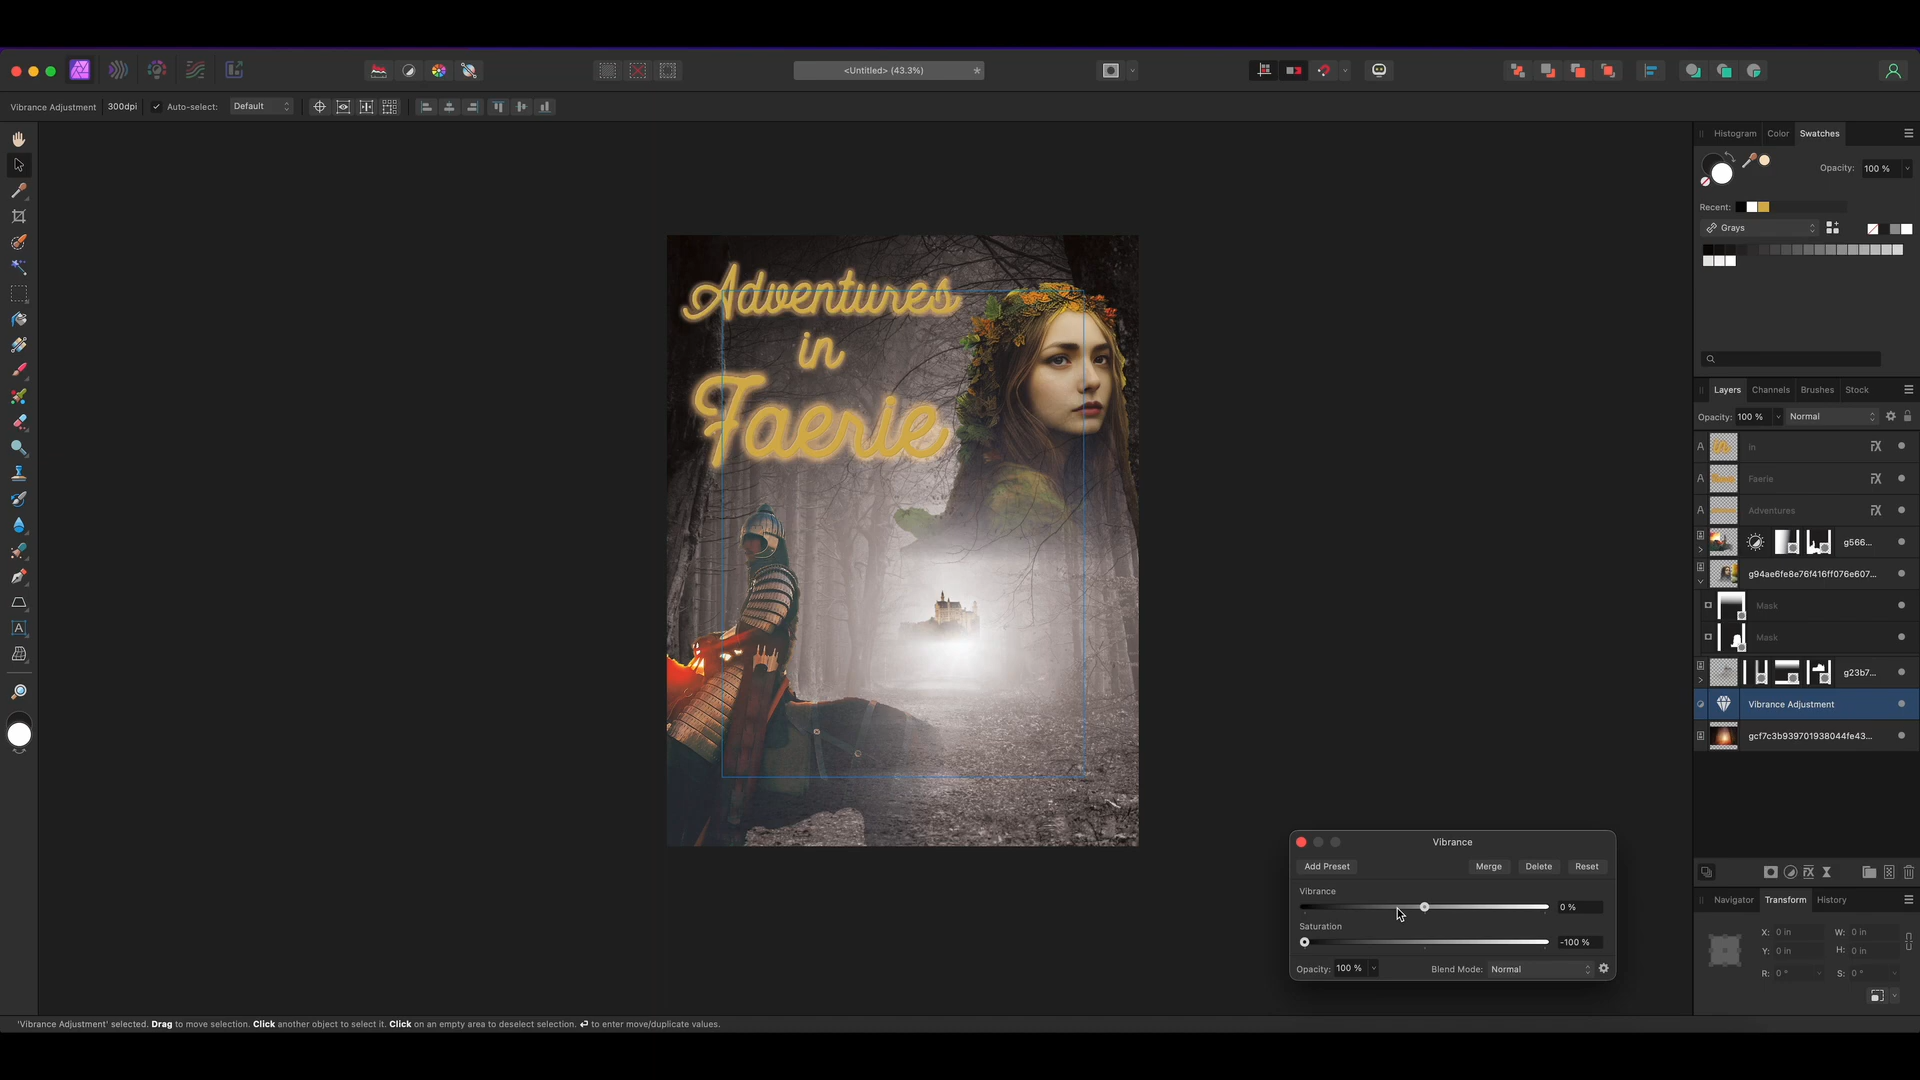 <Untitled> (43.3%)
Vibrance Adjustment
300dpi
Auto-select:
Default
Histogram
Color
Swatches
Opacity:
100 %
Recent:
Grays
Adventures
in
Faerie
Layers
Channels
Brushes
Stock
Opacity: 100 %
Normal
in
Faerie
Adventures
g566...
g94ae6fe8e76f416ff076e607...
Mask
Mask
g23b7...
Vibrance Adjustment
gcf7c3b939701938044fe43...
Vibrance
Add Preset
Merge
Delete
Reset
Vibrance
0 %
Saturation
-100 %
Opacity: 100 %
Blend Mode: Normal
Navigator
Transform
History
X: 0 in
W: 0 in
Y: 0 in
H: 0 in
R: 0 °
S: 0 °
'Vibrance Adjustment' selected. Drag to move selection. Click another object to select it. Click on an empty area to deselect selection. ⏎ to enter move/duplicate values.